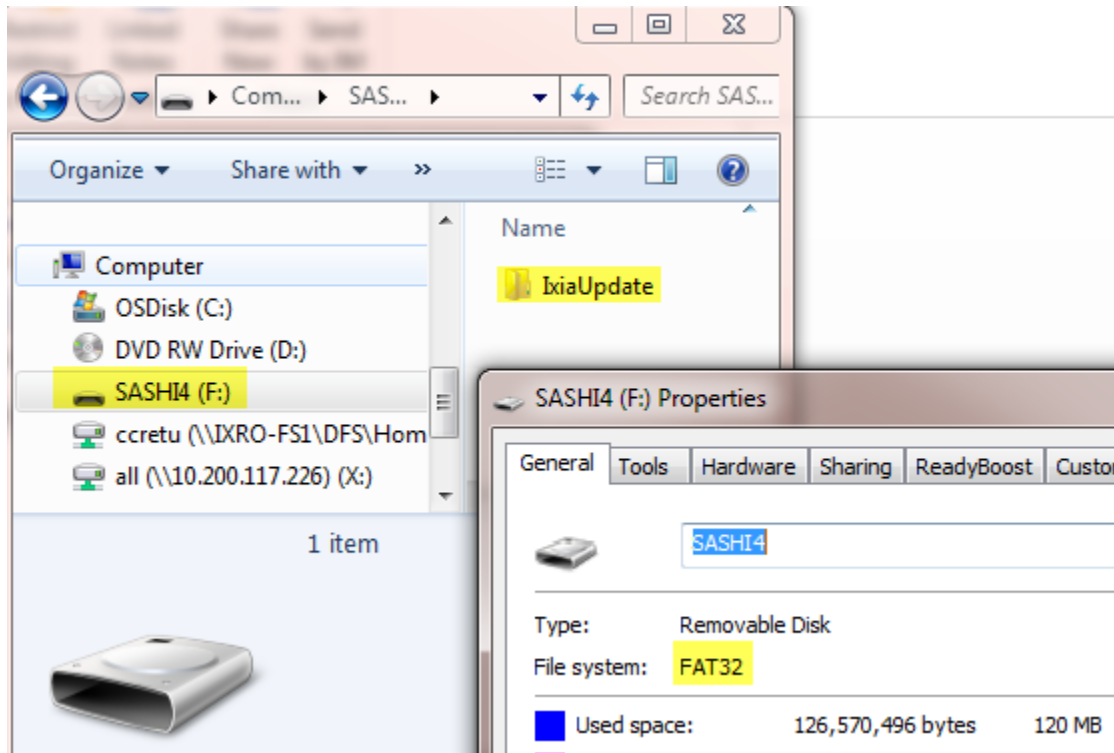 Com... SAS... Search SAS...
Organize Share with »
Name
Computer
IxiaUpdate
OSDisk (C:)
DVD RW Drive (D:)
SASHI4 (F:)
ccretu (\\IXRO-FS1\DFS\Hom
all (\\10.200.117.226) (X:)
1 item
SASHI4 (F:) Properties
General Tools Hardware Sharing ReadyBoost Custor
SASHI4
Type: Removable Disk
File system: FAT32
Used space: 126,570,496 bytes 120 MB